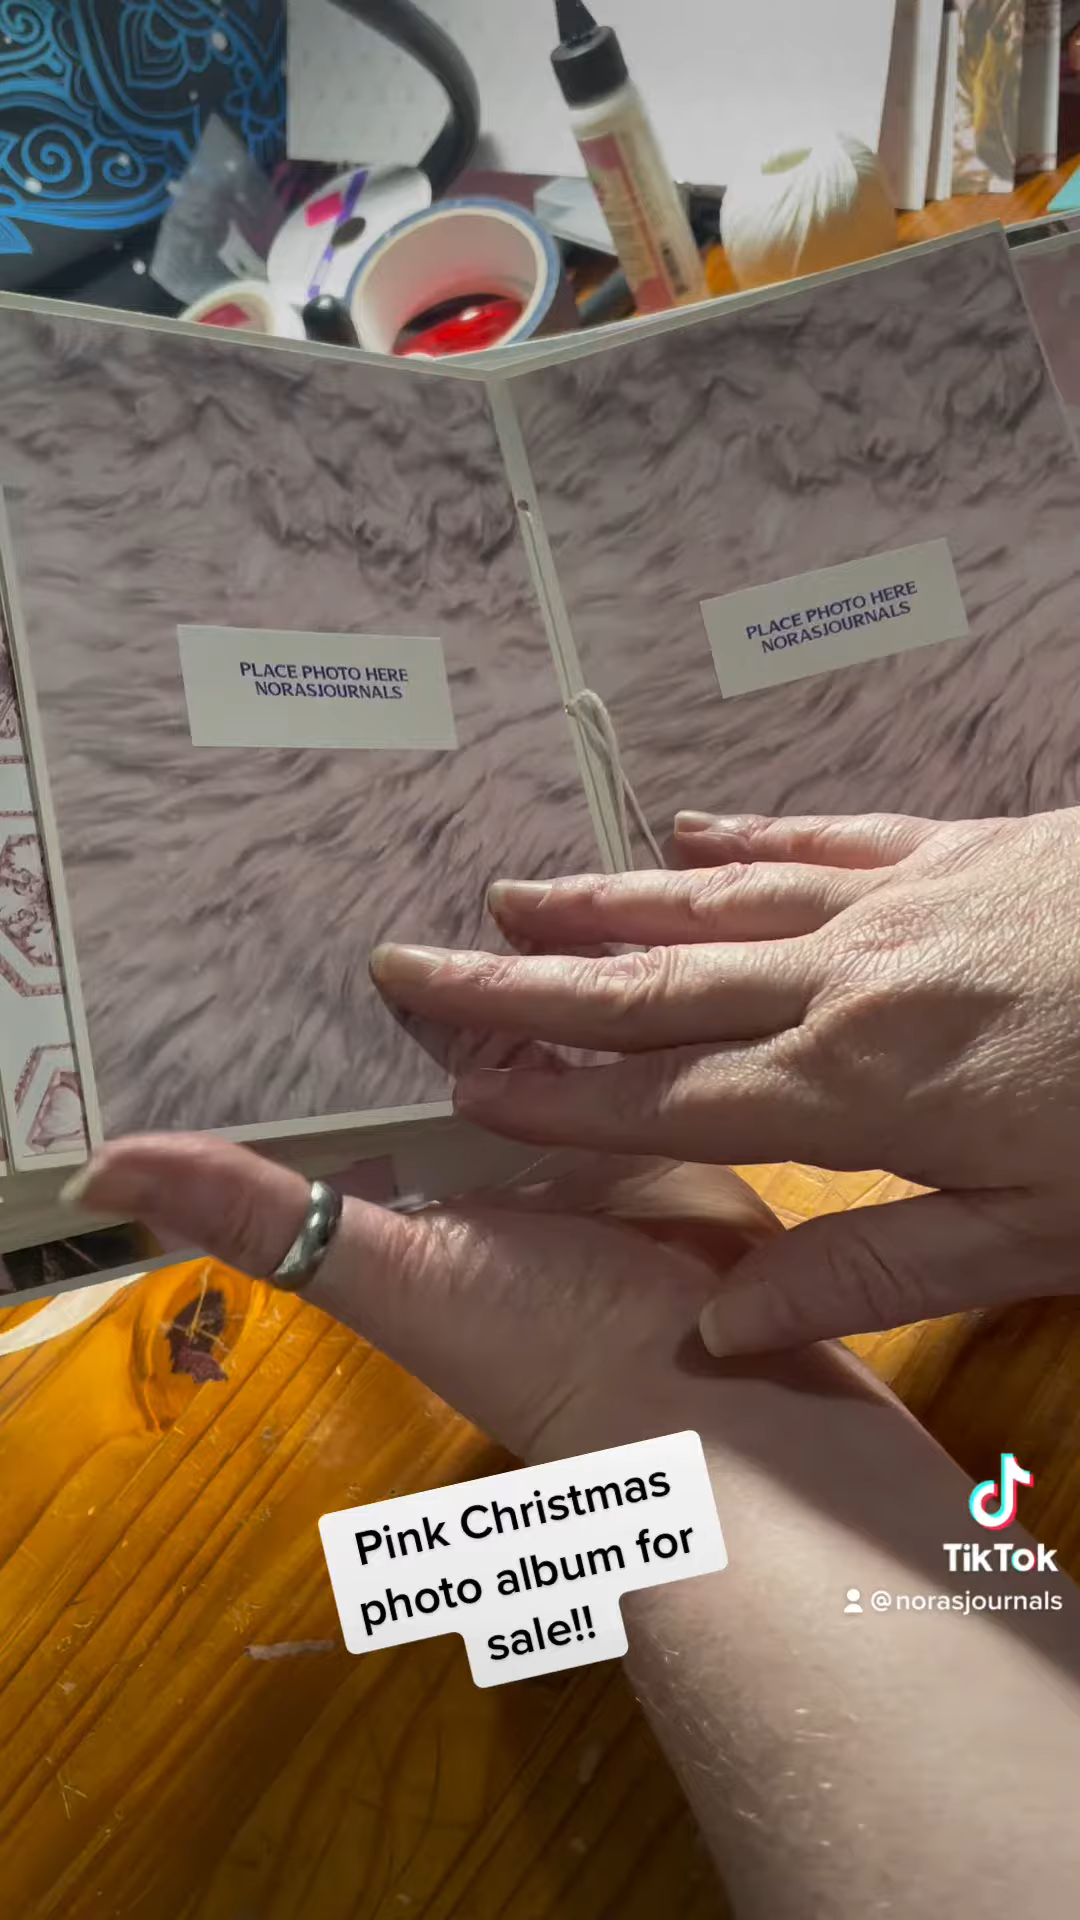 PLACE PHOTO HERE
NORASJOURNALS
PLACE PHOTO HERE
NORASJOURNALS
Pink Christmas
photo album for
sale!!
TikTok
@norasjournals